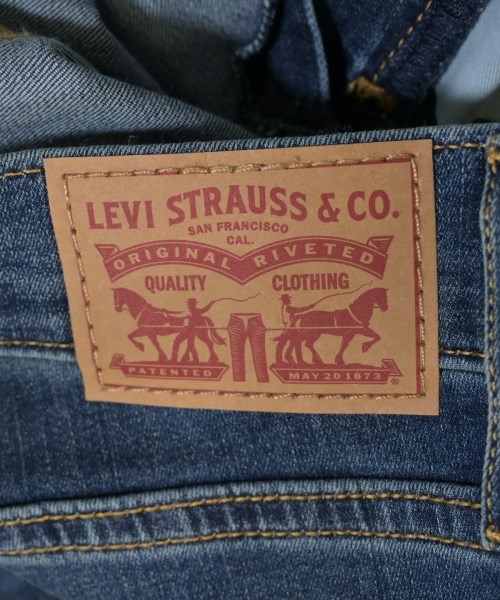 LEVI STRAUSS & CO.
SAN FRANCISCO
CAL.
ORIGINAL RIVETED
QUALITY CLOTHING
PATENTED MAY 20 1873
®